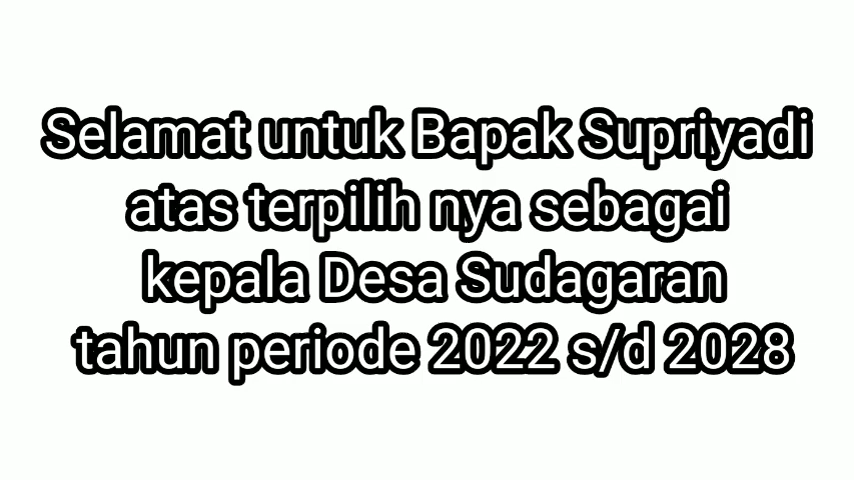 Selamat untuk Bapak Supriyadi
atas terpilih nya sebagai
kepala Desa Sudagaran
tahun periode 2022 s/d 2028